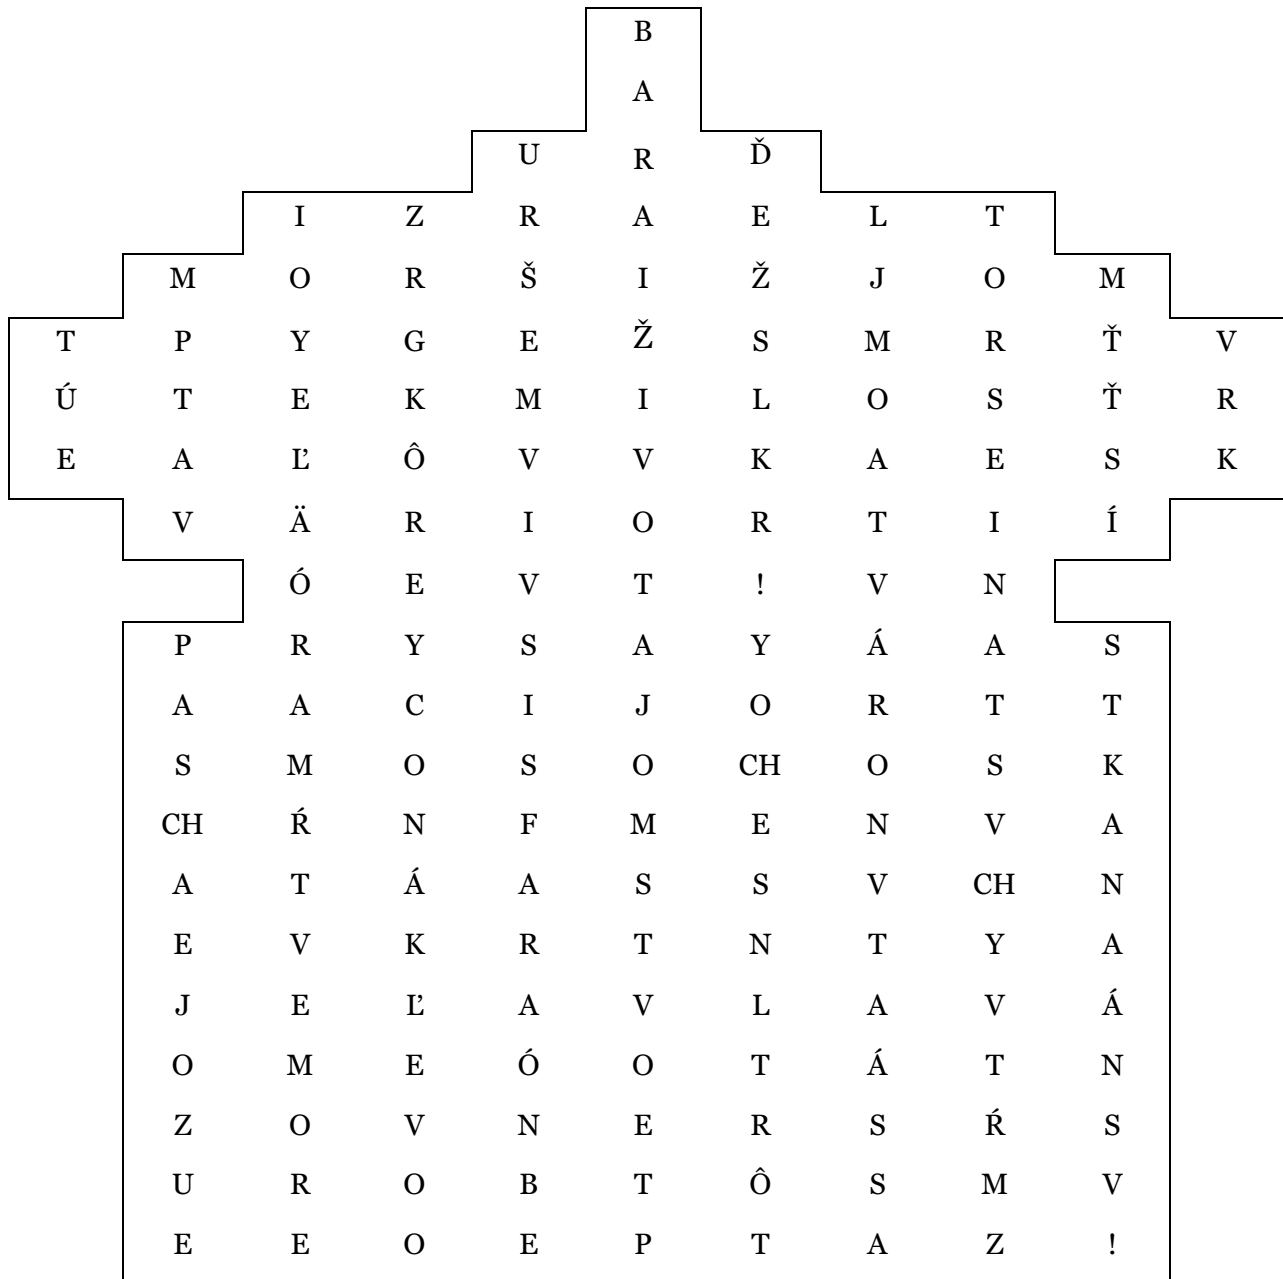 B
A
U R Ď
I Z R A E L T
M O R Š I Ž J O M
T P Y G E Ž S M R Ť V
Ú T E K M I L O S Ť R
E A Ľ Ô V V K A E S K
V Ä R I O R T I Í
Ó E V T ! V N
P R Y S A Y Á A S
A A C I J O R T T
S M O S O CH O S K
CH Ŕ N F M E N V A
A T Á A S S V CH N
E V K R T N T Y A
J E Ľ A V L A V Á
O M E Ó O T Á T N
Z O V N E R S Ŕ S
U R O B T Ô S M V
E E O E P T A Z !